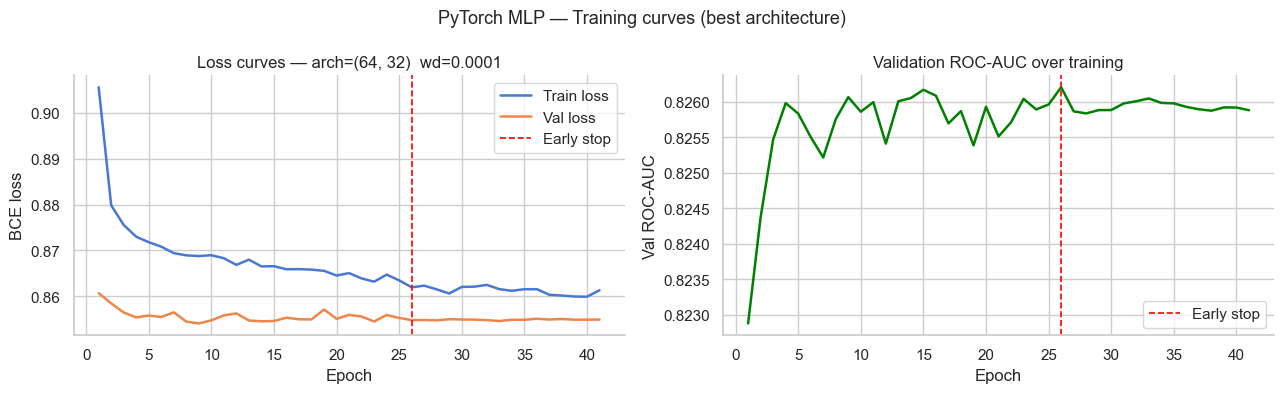 PyTorch MLP — Training curves (best architecture)
Loss curves — arch=(64, 32)  wd=0.0001
BCE loss
0.90
0.89
0.88
0.87
0.86
Train loss
Val loss
Early stop
0 5 10 15 20 25 30 35 40
Epoch
Validation ROC-AUC over training
Val ROC-AUC
0.8260
0.8255
0.8250
0.8245
0.8240
0.8235
0.8230
Early stop
0 5 10 15 20 25 30 35 40
Epoch